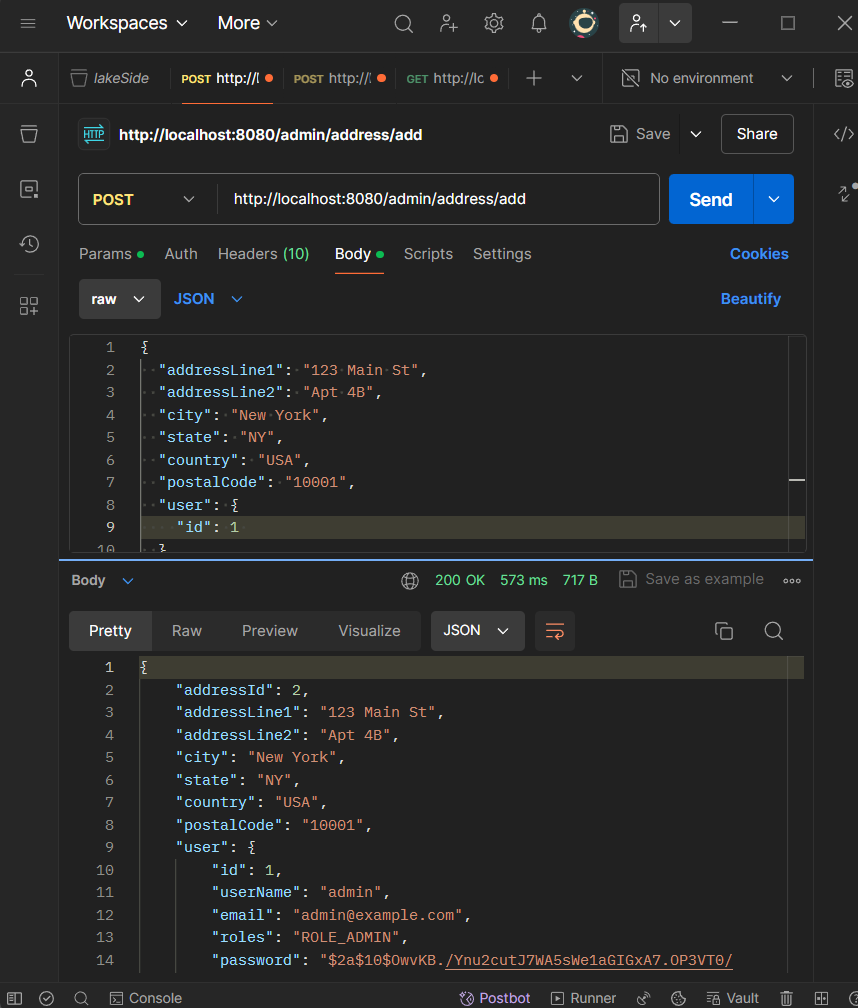 Workspaces More
lakeSide POST http://l POST http://: GET http://lc No environment
HTTP http://localhost:8080/admin/address/add Save Share
POST http://localhost:8080/admin/address/add Send
Params Auth Headers (10) Body Scripts Settings Cookies
raw JSON Beautify
1 {
2 "addressLine1": "123 Main St",
3 "addressLine2": "Apt 4B",
4 "city": "New York",
5 "state": "NY",
6 "country": "USA",
7 "postalCode": "10001",
8 "user": {
9 "id": 1
10 }
Body 200 OK 573 ms 717 B Save as example
Pretty Raw Preview Visualize JSON
1 {
2 "addressId": 2,
3 "addressLine1": "123 Main St",
4 "addressLine2": "Apt 4B",
5 "city": "New York",
6 "state": "NY",
7 "country": "USA",
8 "postalCode": "10001",
9 "user": {
10 "id": 1,
11 "userName": "admin",
12 "email": "admin@example.com",
13 "roles": "ROLE_ADMIN",
14 "password": "$2a$10$OwvKB./Ynu2cutJ7WA5sWe1aGIGxA7.OP3VT0/
Console Postbot Runner Vault